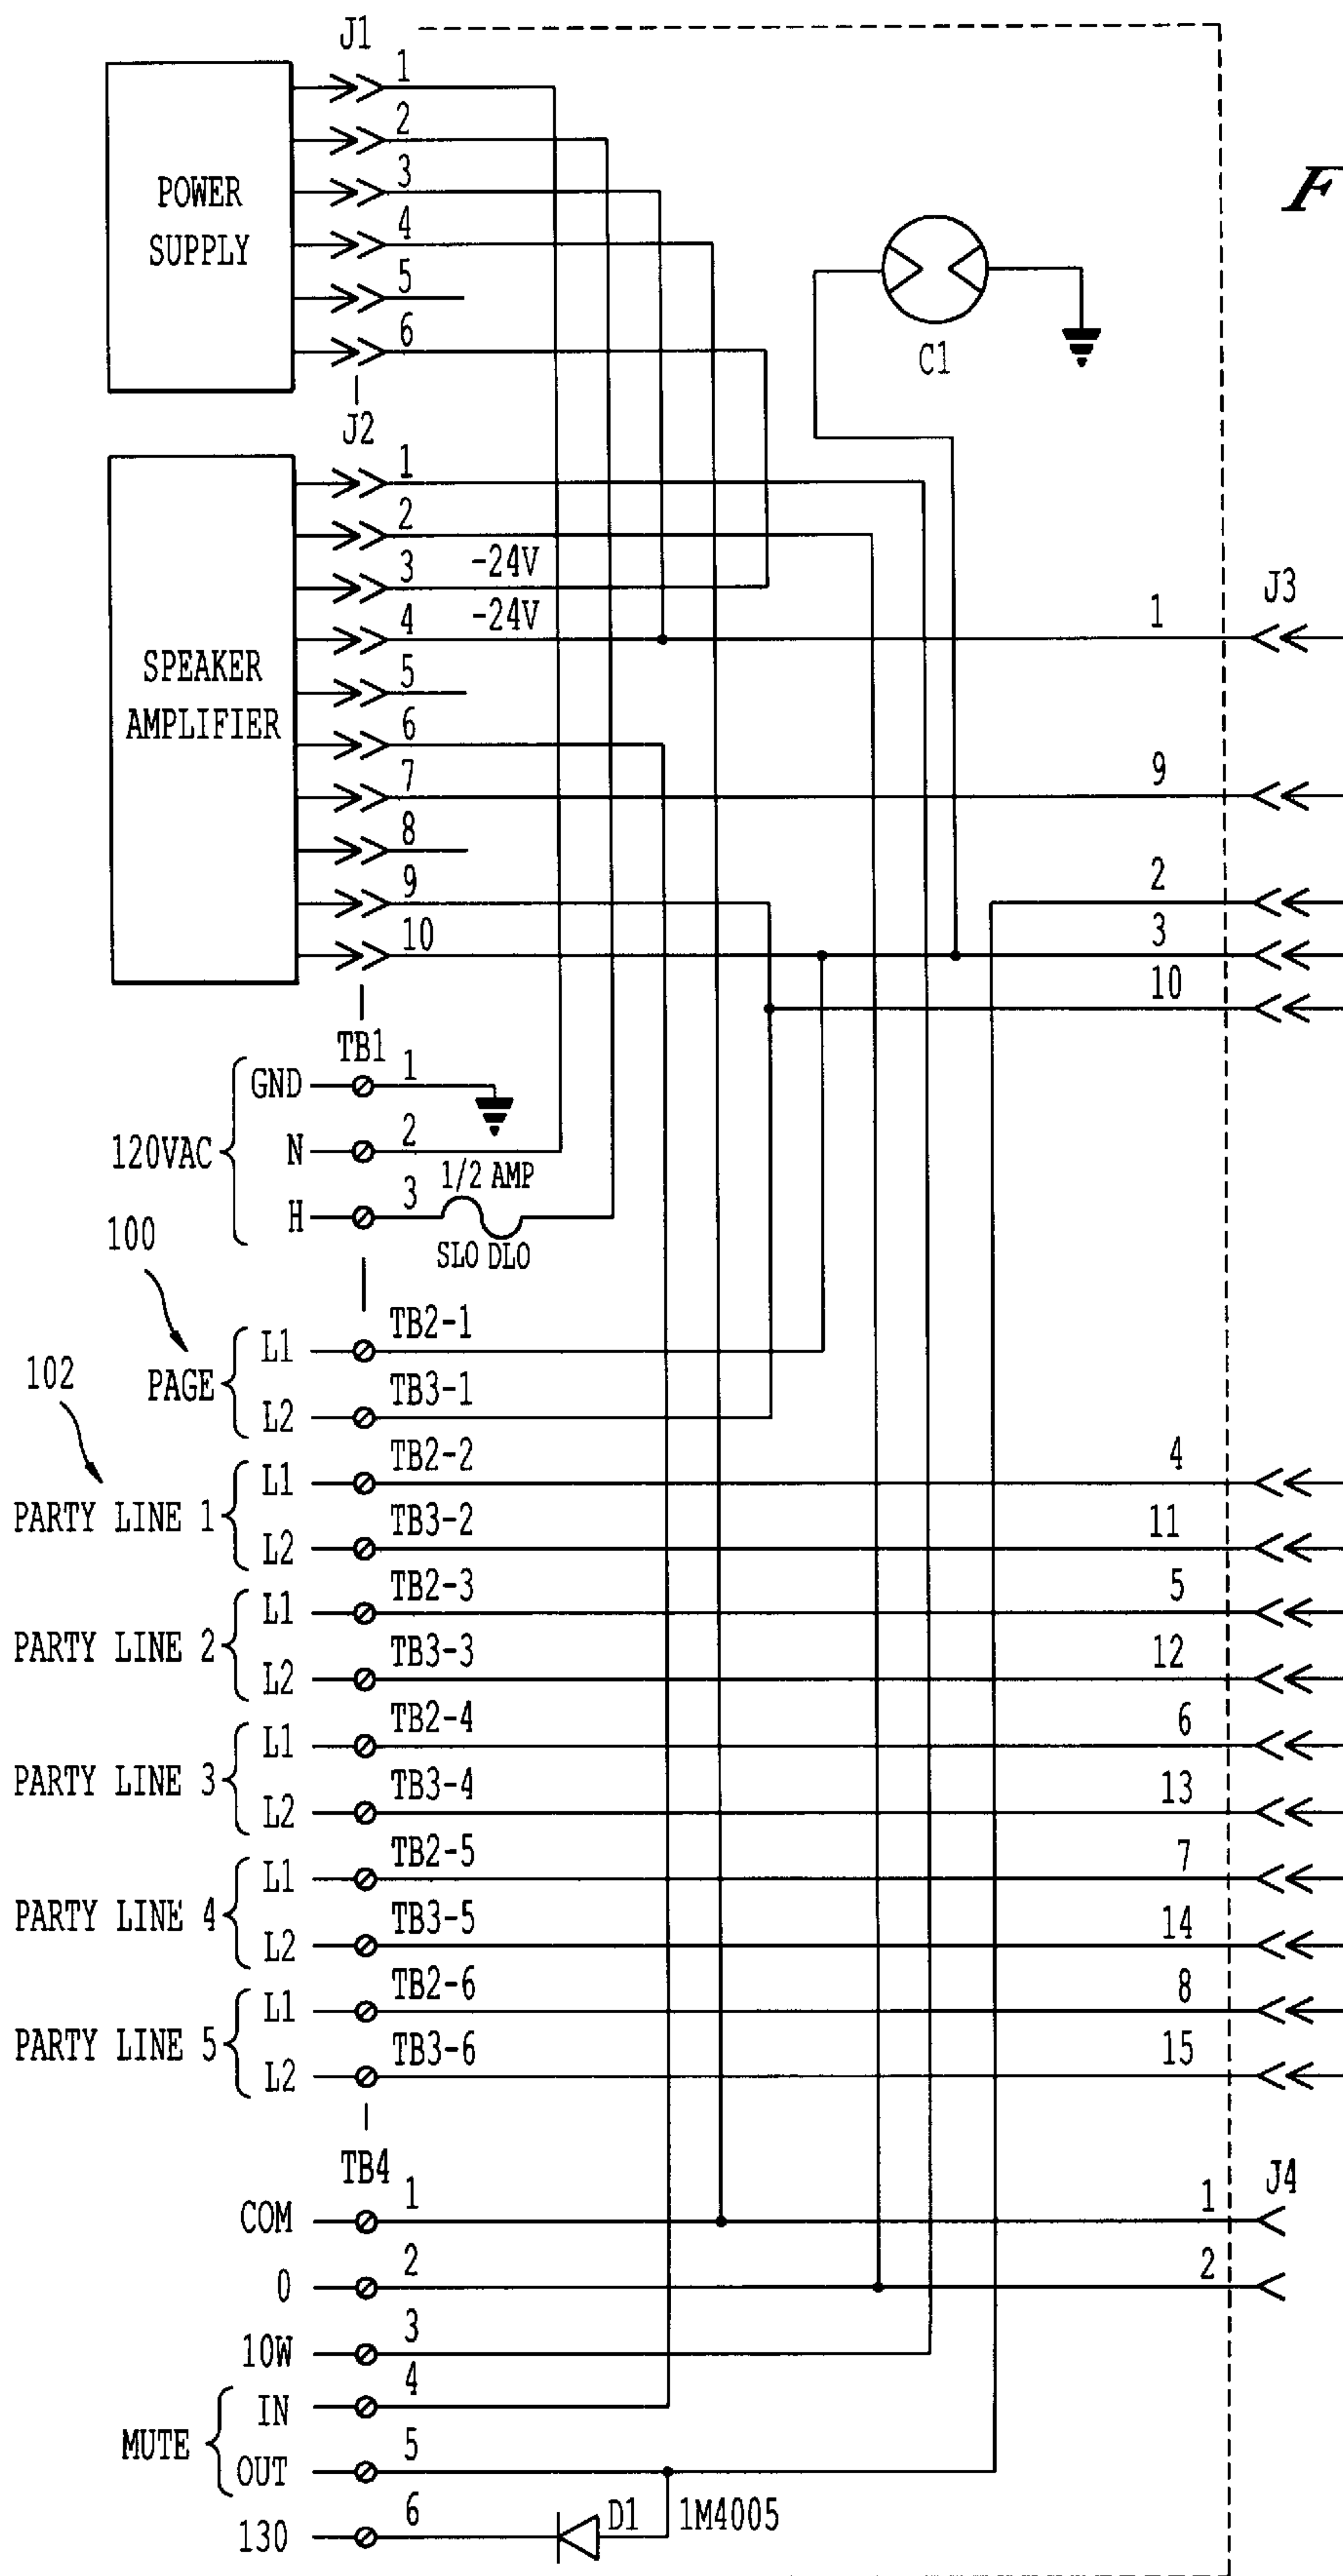 J1
F
POWER
SUPPLY
1
2
3
4
5
6
C1
J2
SPEAKER
AMPLIFIER
1
2
3 -24V
4 -24V
5
6
7
8
9
10
1 J3
9
2
3
10
TB1
120VAC
GND 1
N 2
H 3
1/2 AMP
SLO DLO
100
PAGE
L1 TB2-1
L2 TB3-1
102
PARTY LINE 1
L1 TB2-2 4
L2 TB3-2 11
PARTY LINE 2
L1 TB2-3 5
L2 TB3-3 12
PARTY LINE 3
L1 TB2-4 6
L2 TB3-4 13
PARTY LINE 4
L1 TB2-5 7
L2 TB3-5 14
PARTY LINE 5
L1 TB2-6 8
L2 TB3-6 15
TB4
COM 1 1 J4
0 2 2
10W 3
MUTE
IN 4
OUT 5
130 6 D1 1M4005